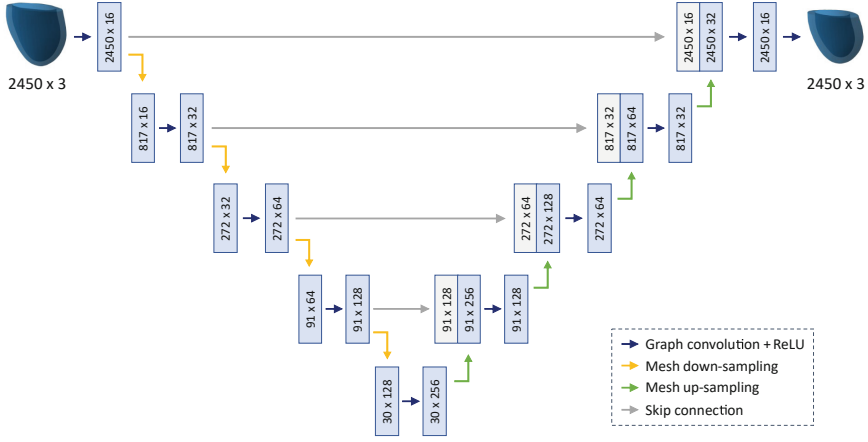 2450 x 3
2450 x 16
2450 x 16
2450 x 32
2450 x 16
2450 x 3
817 x 16
817 x 32
817 x 32
817 x 64
817 x 32
272 x 32
272 x 64
272 x 64
272 x 128
272 x 64
91 x 64
91 x 128
91 x 128
91 x 256
91 x 128
30 x 128
30 x 256
Graph convolution + ReLU
Mesh down-sampling
Mesh up-sampling
Skip connection